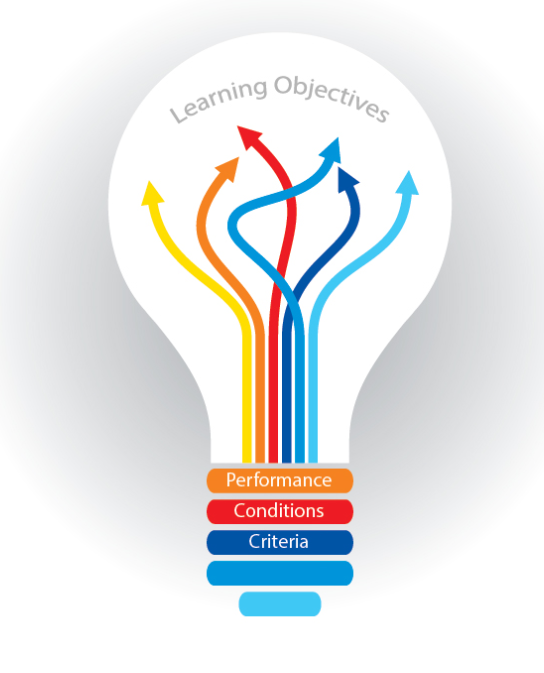 Learning Objectives
Performance
Conditions
Criteria